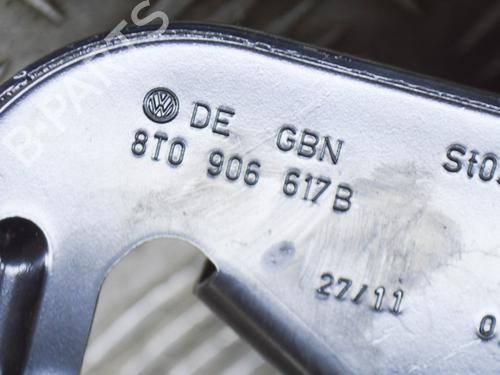 B-PARTS
DE GBN
8T0 906 617B
27/11